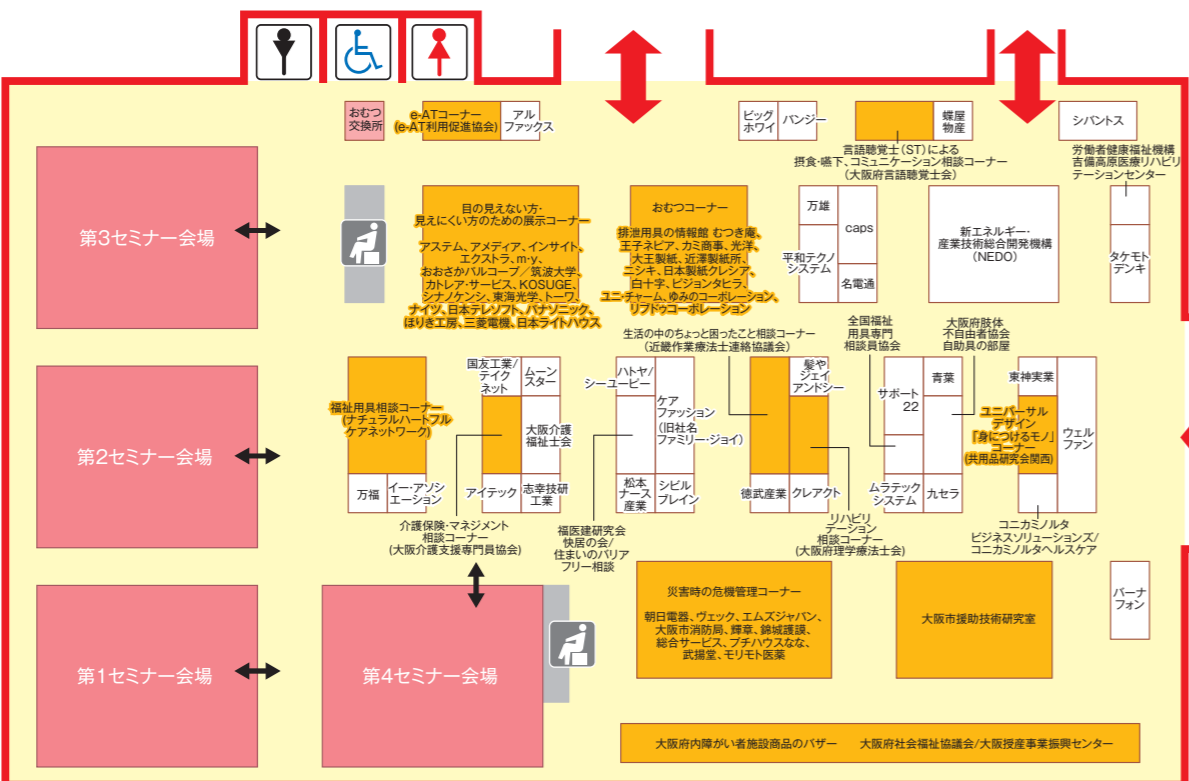 おむつ
交換所
e-ATコーナー
(e-AT利用促進協会)
アル
ファックス
ビッグ
ホワイ
パンジー
蝶屋
物産
シバントス
言語聴覚士(ST)による
摂食・嚥下、コミュニケーション相談コーナー
(大阪府言語聴覚士会)
労働者健康福祉機構
吉備高原医療リハビリ
テーションセンター
第3セミナー会場
目の見えない方・
見えにくい方のための展示コーナー
アステム、アメディア、インサイト、
エクストラ、m・y、
おおさかパルコープ／筑波大学、
カトレア・サービス、KOSUGE、
シナノケンシ、東海光学、トーワ、
ナイツ、日本テレソフト、パナソニック、
ほりき工房、三菱電機、日本ライトハウス
おむつコーナー
排泄用具の情報館 むつき庵、
王子ネピア、カミ商事、光洋、
大王製紙、近澤製紙所、
ニシキ、日本製紙クレシア、
白十字、ピジョンタヒラ、
ユニ・チャーム、ゆみのコーポレーション、
リブドゥコーポレーション
万雄
caps
平和テクノ
システム
名電通
新エネルギー・
産業技術総合開発機構
(NEDO)
タケモト
デンキ
生活の中のちょっと困ったこと相談コーナー
(近畿作業療法士連絡協議会)
全国福祉
用具専門
相談員協会
大阪府肢体
不自由者協会
自助具の部屋
第2セミナー会場
福祉用具相談コーナー
(ナチュラルハートフル
ケアネットワーク)
万福
イー・アソシ
エーション
国友工業/
テイク
ネット
ムーン
スター
大阪介護
福祉士会
アイテック
志幸技研
工業
ハトヤ/
シーユーピー
ケア
ファッション
(旧社名
ファミリー・ジョイ)
松本
ナース
産業
シビル
ブレイン
髪や
ジェイ
アンドシー
徳武産業
クレアクト
サポート
22
青葉
ムラテック
システム
九セラ
東神実業
ユニバーサル
デザイン
「身につけるモノ」
コーナー
(共用品研究会関西)
ウェル
ファン
介護保険・マネジメント
相談コーナー
(大阪介護支援専門員協会)
福医建研究会
快居の会/
住まいのバリア
フリー相談
リハビリ
テーション
相談コーナー
(大阪府理学療法士会)
コニカミノルタ
ビジネスソリューションズ/
コニカミノルタヘルスケア
第1セミナー会場
第4セミナー会場
災害時の危機管理コーナー
朝日電器、ヴェック、エムズジャパン、
大阪市消防局、輝章、錦城護謨、
総合サービス、プチハウスなな、
武揚堂、モリモト医薬
大阪市援助技術研究室
バーナ
フォン
大阪府内障がい者施設商品のバザー 大阪府社会福祉協議会/大阪授産事業振興センター